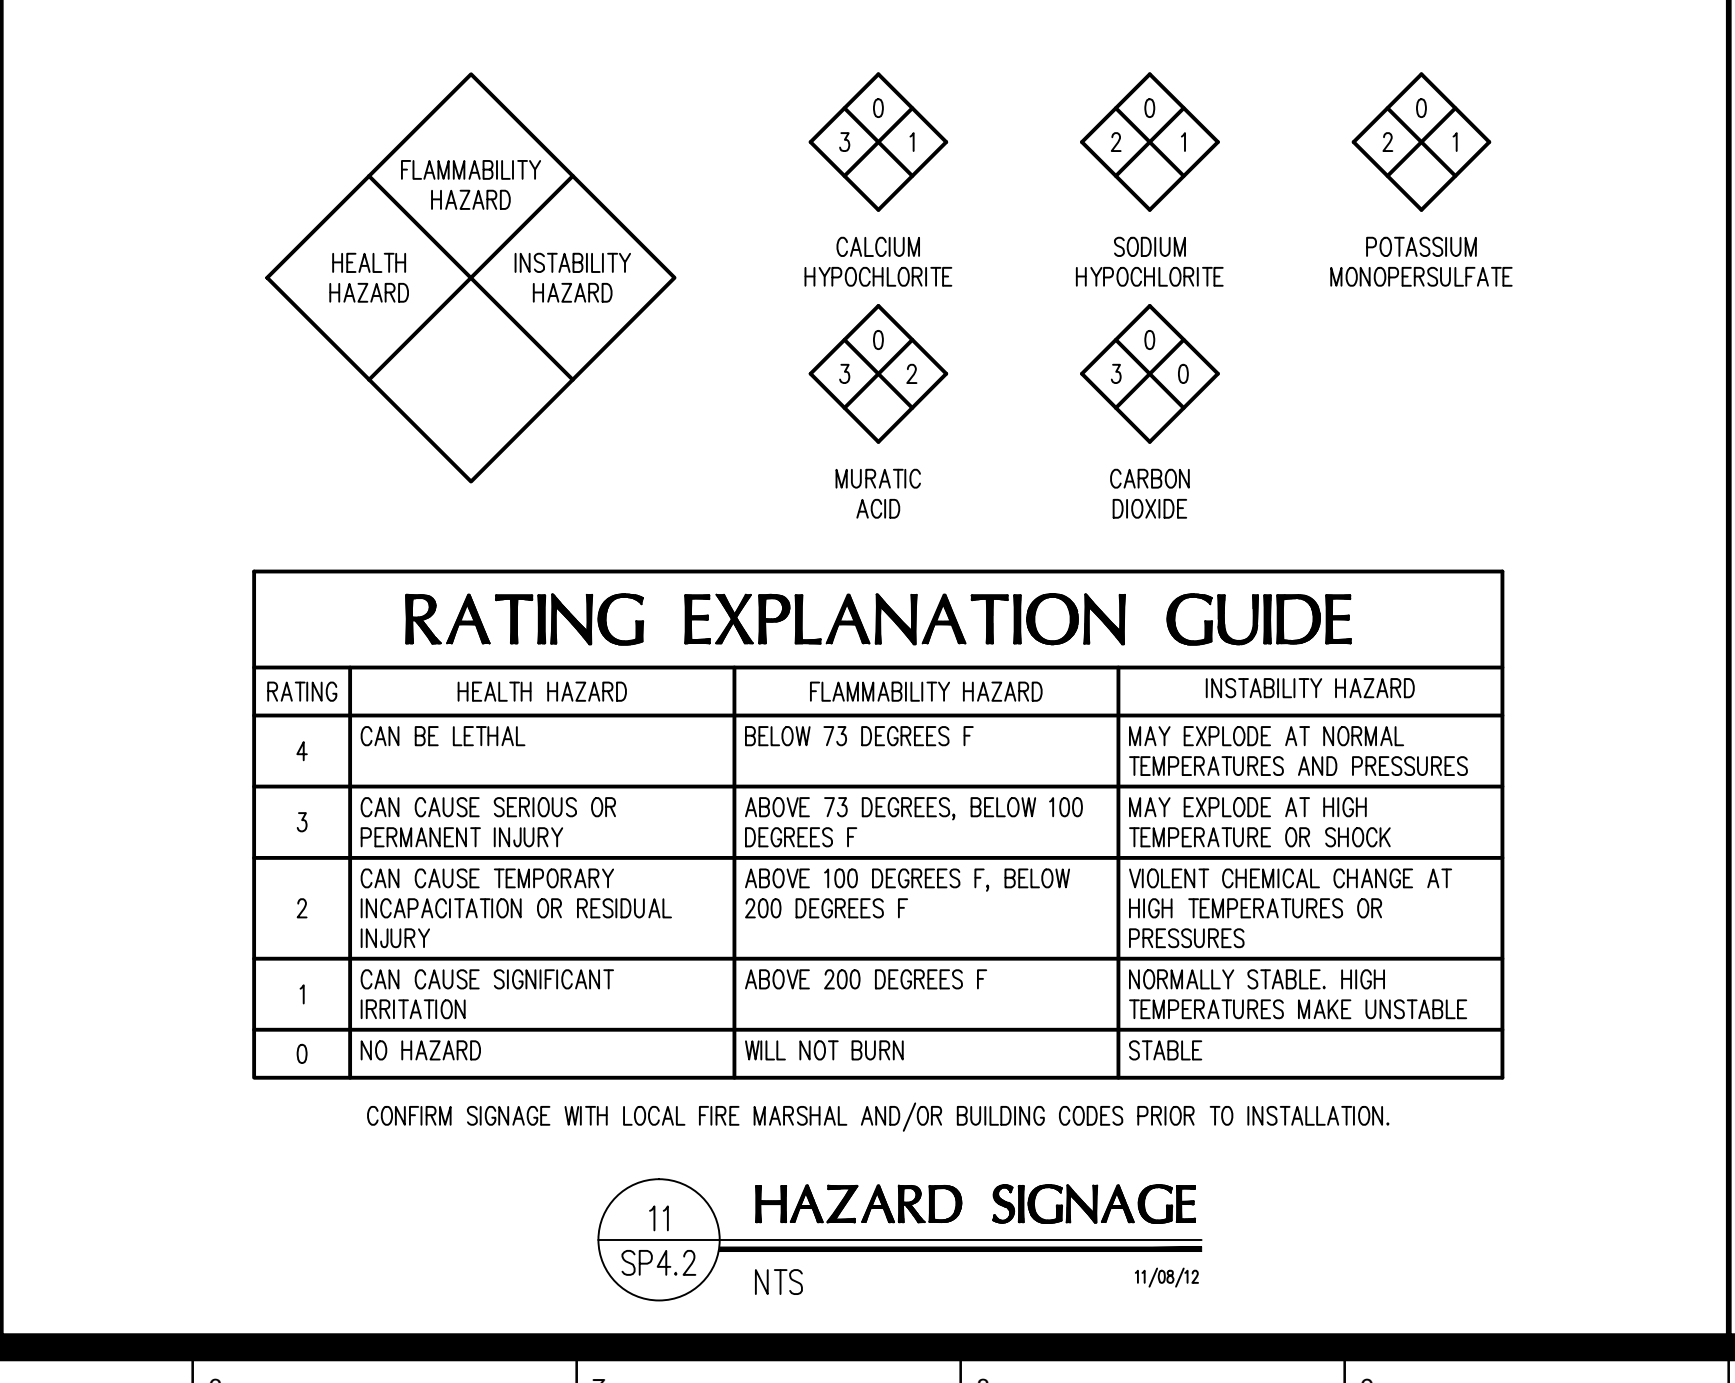 FLAMMABILITY
HAZARD
HEALTH
HAZARD
INSTABILITY
HAZARD
0
3 1
CALCIUM
HYPOCHLORITE
0
2 1
SODIUM
HYPOCHLORITE
0
2 1
POTASSIUM
MONOPERSULFATE
0
3 2
MURATIC
ACID
0
3 0
CARBON
DIOXIDE
RATING EXPLANATION GUIDE
RATING HEALTH HAZARD FLAMMABILITY HAZARD INSTABILITY HAZARD
4
CAN BE LETHAL
BELOW 73 DEGREES F
MAY EXPLODE AT NORMAL
TEMPERATURES AND PRESSURES
3
CAN CAUSE SERIOUS OR
PERMANENT INJURY
ABOVE 73 DEGREES, BELOW 100
DEGREES F
MAY EXPLODE AT HIGH
TEMPERATURE OR SHOCK
2
CAN CAUSE TEMPORARY
INCAPACITATION OR RESIDUAL
INJURY
ABOVE 100 DEGREES F, BELOW
200 DEGREES F
VIOLENT CHEMICAL CHANGE AT
HIGH TEMPERATURES OR
PRESSURES
1
CAN CAUSE SIGNIFICANT
IRRITATION
ABOVE 200 DEGREES F
NORMALLY STABLE. HIGH
TEMPERATURES MAKE UNSTABLE
0
NO HAZARD
WILL NOT BURN
STABLE
CONFIRM SIGNAGE WITH LOCAL FIRE MARSHAL AND/OR BUILDING CODES PRIOR TO INSTALLATION.
11
SP4.2
HAZARD SIGNAGE
NTS
11/08/12